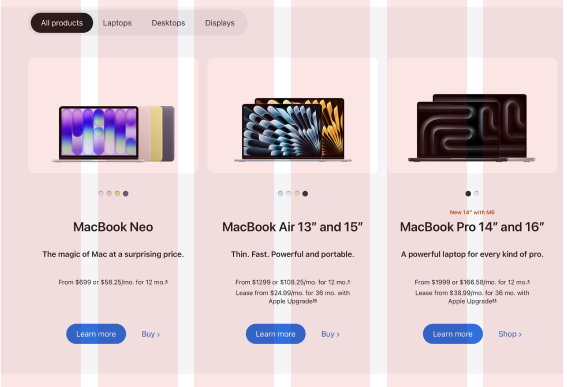 All products
Laptops
Desktops
Displays
MacBook Neo
The magic of Mac at a surprising price.
From $699 or $58.25/mo. for 12 mo.‡
Learn more
Buy >
MacBook Air 13” and 15”
Thin. Fast. Powerful and portable.
From $1299 or $108.25/mo. for 12 mo.‡
Lease from $24.99/mo. for 36 mo. with
Apple Upgrade§§
Learn more
Buy >
New 14” with M6
MacBook Pro 14” and 16”
A powerful laptop for every kind of pro.
From $1999 or $166.58/mo. for 12 mo.‡
Lease from $38.99/mo. for 36 mo. with
Apple Upgrade§§
Learn more
Shop >